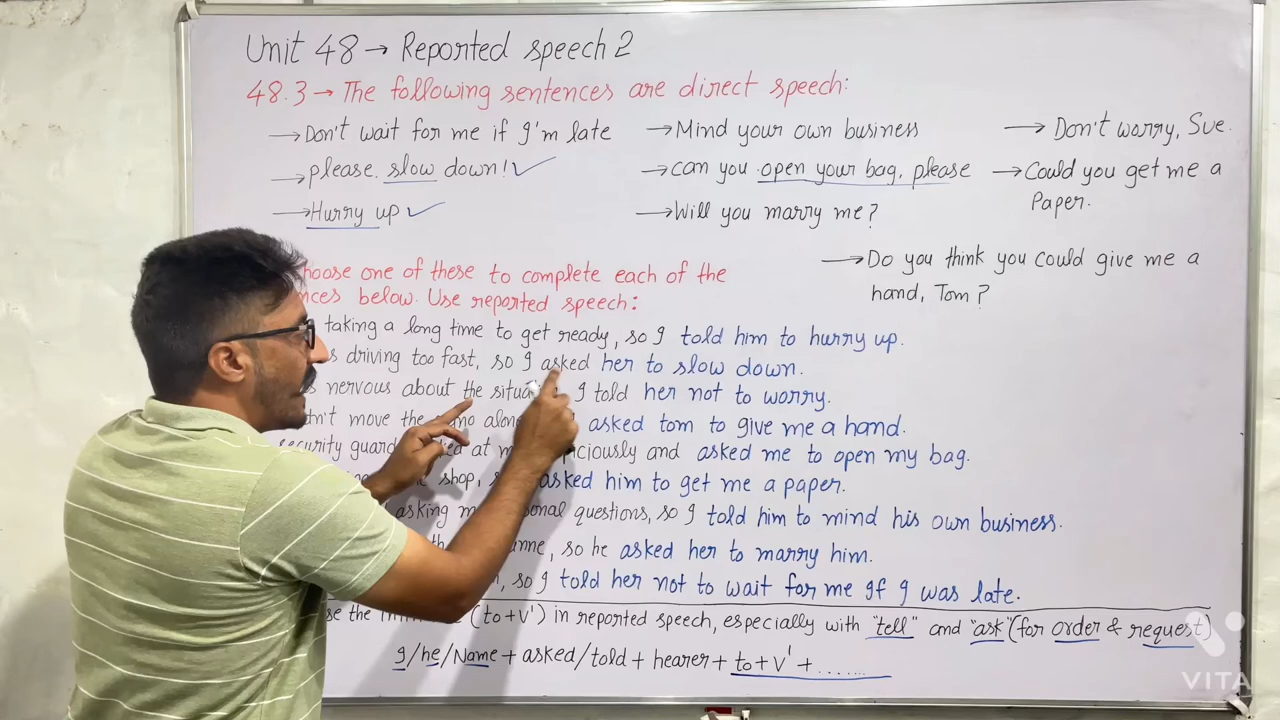 Unit 48 → Reported speech 2
48.3 → The following sentences are direct speech:
→ Don't wait for me if I'm late
→ Mind your own business
→ Don't worry, Sue.
→ please. slow down! ✓
→ can you open your bag, please
→ Could you get me a
Paper.
→ Hurry up ✓
→ Will you marry me?
→ Do you think you could give me a
hand, Tom?
one of these to complete each of the
below. Use reported speech:
taking a long time to get ready, so I told him to hurry up.
driving too fast, so I asked her to slow down.
nervous about the I told her not to worry.
move the asked tom to give me a hand.
security at and asked me to open my bag.
shop, asked him to get me a paper.
asking questions, so I told him to mind his own business.
so he asked her to marry him.
so I told her not to wait for me If I was late.
the (to+V¹) in reported speech, especially with "tell" and "ask" (for order & request)
I/he/Name + asked/told + hearer + to + V¹ + .......
VITA